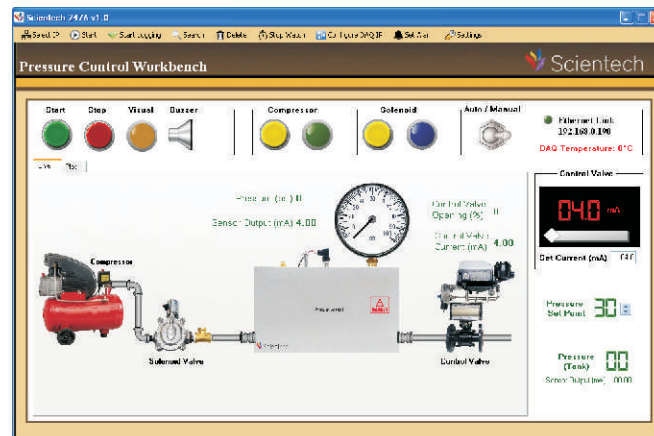 Scientech 2476 v1.0
Select IP Start Start Logging Search Delete Stop Watch Configure DAQ IP Set Alar Settings
Pressure Control Workbench
Scientech
Start Stop Visual Buzzer Compressor Solenoid Auto / Manual
Ethernet Link
192.168.0.190
DAQ Temperature: 0°C
Control Valve
04.0 mA
Set Current (mA) 04.0
Pressure
Set Point 30
Pressure
(Tank) 00
Pressure (psi) 0
Sensor Output (mA) 4.00
Control Valve
Opening (%) 0
Control Valve
Current (mA) 4.00
Compressor
Scientech
Solenoid Valve
Control Valve